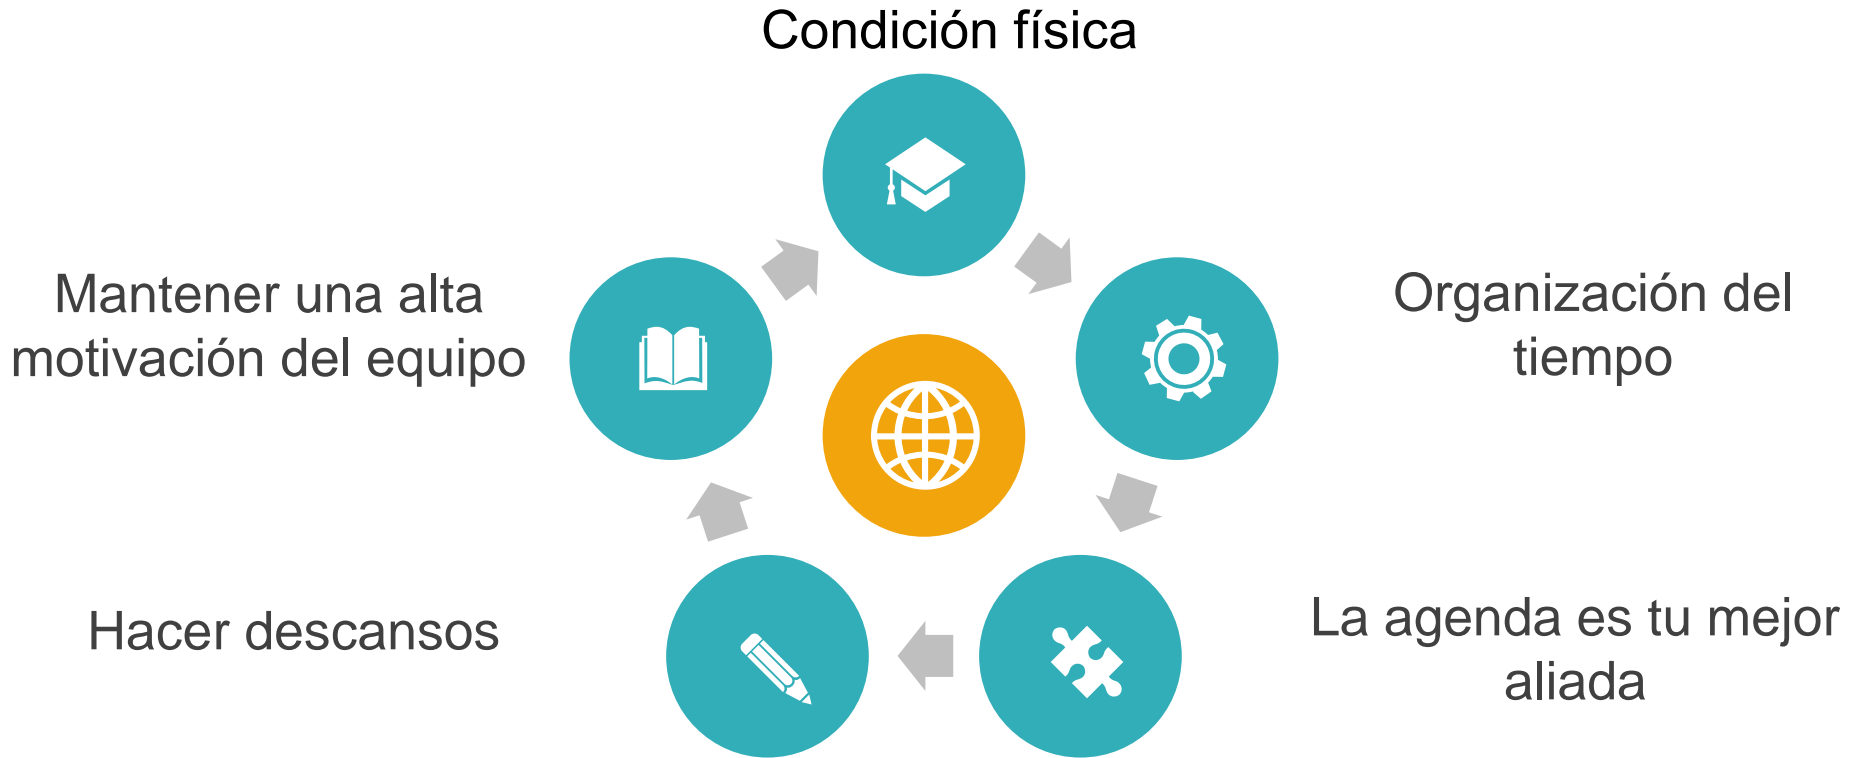 Condición física
Mantener una alta
motivación del equipo
Organización del
tiempo
Hacer descansos
La agenda es tu mejor
aliada